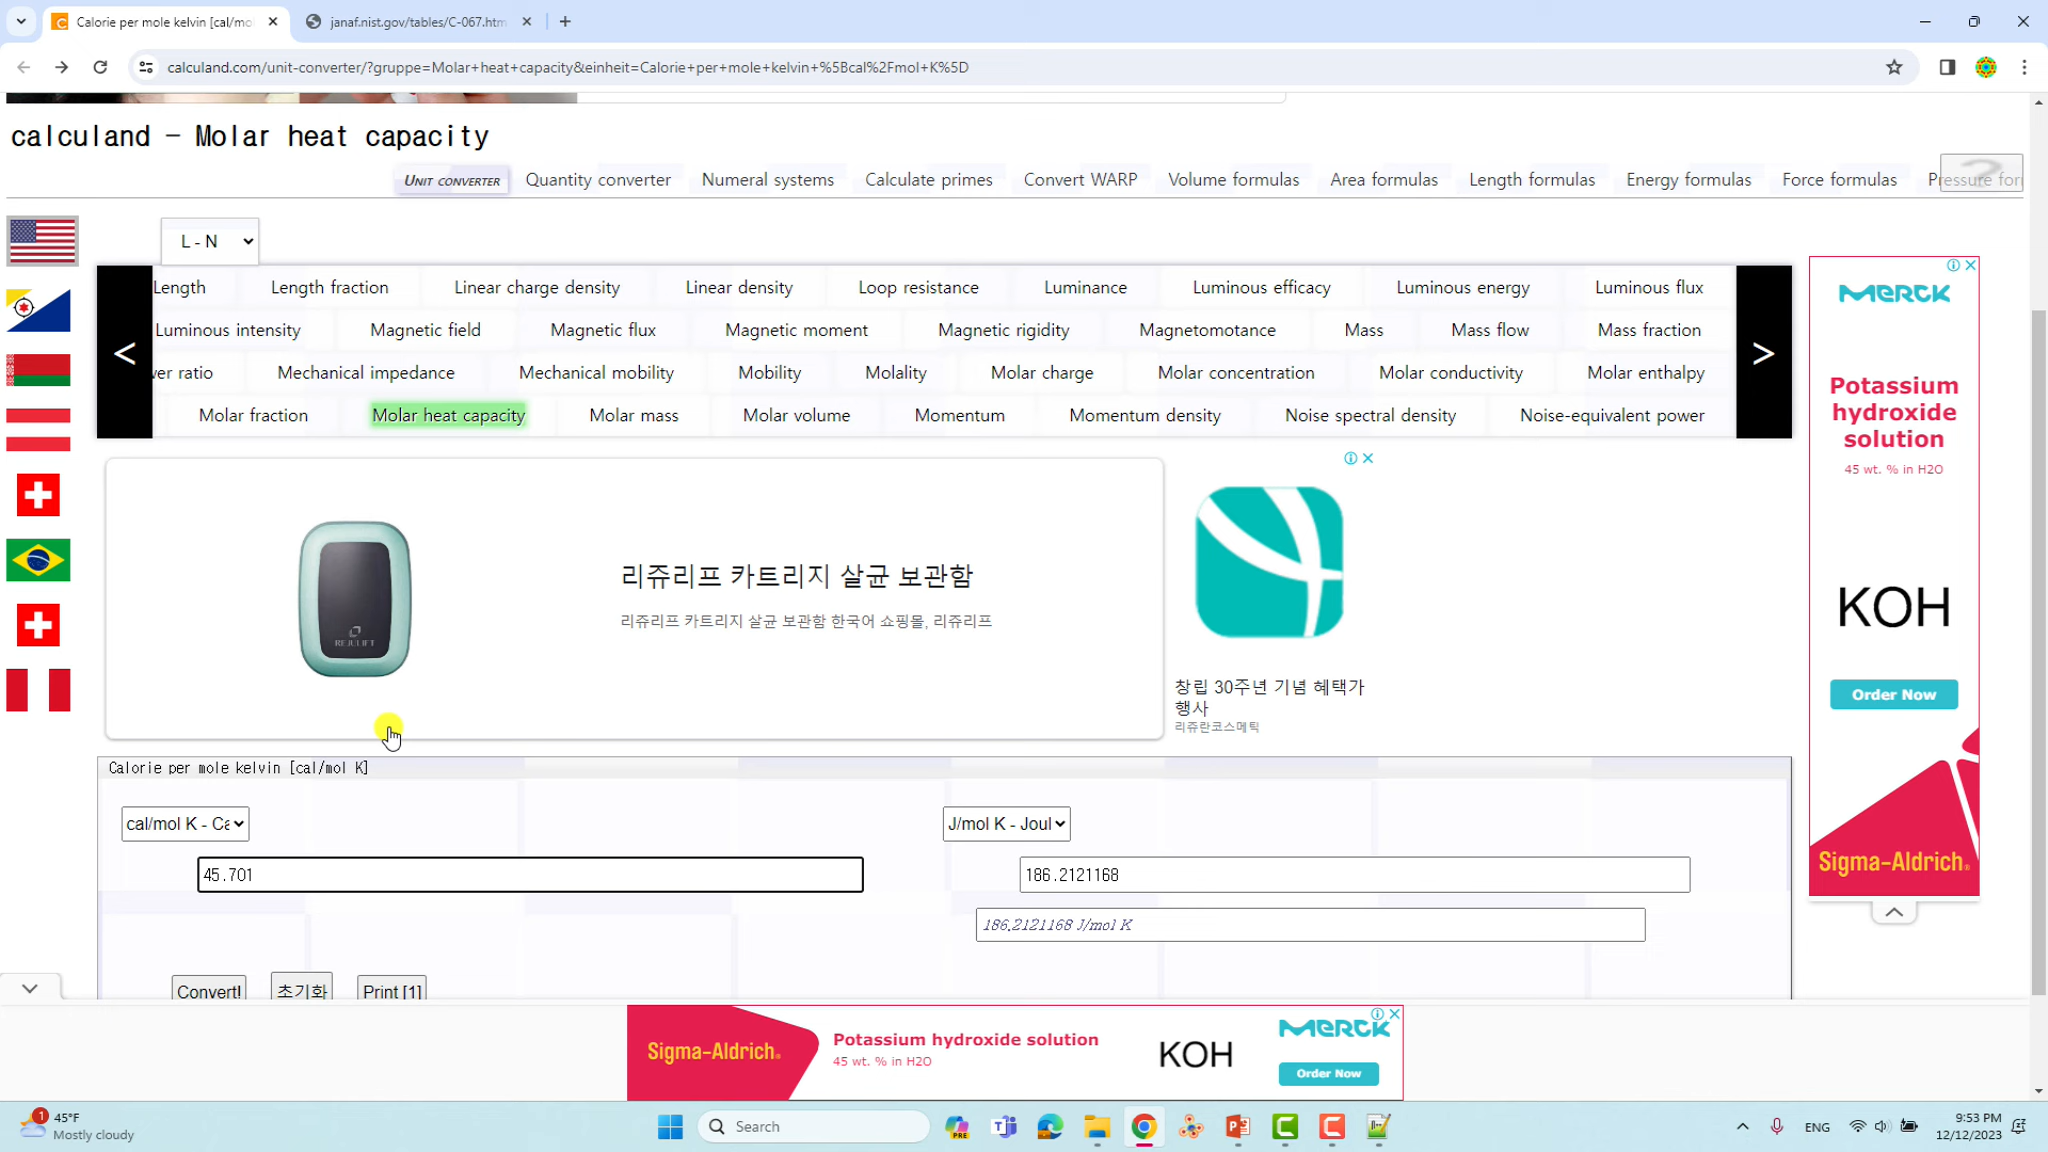 Calorie per mole kelvin [cal/mo
janaf.nist.gov/tables/C-067.htm
calculand.com/unit-converter/?gruppe=Molar+heat+capacity&einheit=Calorie+per+mole+kelvin+%5Bcal%2Fmol+K%5D
calculand – Molar heat capacity
UNIT CONVERTER Quantity converter Numeral systems Calculate primes Convert WARP Volume formulas Area formulas Length formulas Energy formulas Force formulas Pressure for
?
L - N
Length Length fraction Linear charge density Linear density Loop resistance Luminance Luminous efficacy Luminous energy Luminous flux
Luminous intensity Magnetic field Magnetic flux Magnetic moment Magnetic rigidity Magnetomotance Mass Mass flow Mass fraction
< >
ver ratio Mechanical impedance Mechanical mobility Mobility Molality Molar charge Molar concentration Molar conductivity Molar enthalpy
Molar fraction Molar heat capacity Molar mass Molar volume Momentum Momentum density Noise spectral density Noise-equivalent power
REJULIFT
리쥬리프 카트리지 살균 보관함
리쥬리프 카트리지 살균 보관함 한국어 쇼핑몰, 리쥬리프
창립 30주년 기념 혜택가
행사
리쥬란코스메틱
MERCK
Potassium
hydroxide
solution
45 wt. % in H2O
KOH
Order Now
Sigma-Aldrich®
Calorie per mole kelvin [cal/mol K]
cal/mol K - Ca J/mol K - Joul
45.701 186.2121168
186.2121168 J/mol K
Convert! 초기화 Print [1]
Sigma-Aldrich®
Potassium hydroxide solution
45 wt. % in H2O
KOH
MERCK
Order Now
1
45°F
Mostly cloudy
Search
PRE
ENG
9:53 PM
12/12/2023